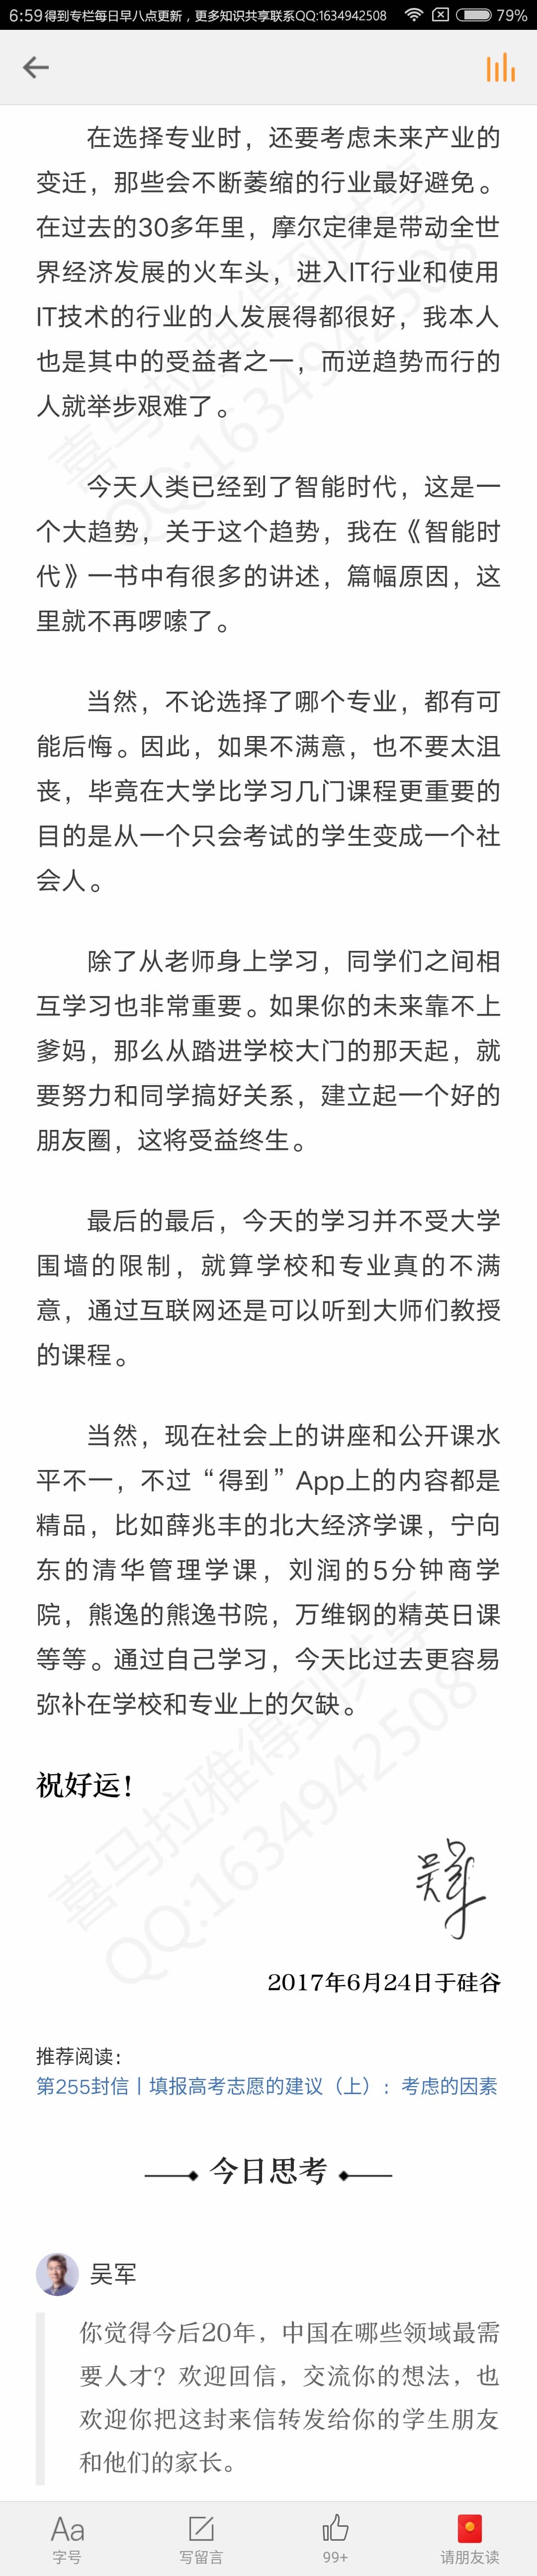 6:59得到专栏每日早八点更新，更多知识共享联系QQ:1634942508 79%
在选择专业时，还要考虑未来产业的
变迁，那些会不断萎缩的行业最好避免。
在过去的30多年里，摩尔定律是带动全世
界经济发展的火车头，进入IT行业和使用
IT技术的行业的人发展得都很好，我本人
也是其中的受益者之一，而逆趋势而行的
人就举步艰难了。
今天人类已经到了智能时代，这是一
个大趋势，关于这个趋势，我在《智能时
代》一书中有很多的讲述，篇幅原因，这
里就不再啰嗦了。
当然，不论选择了哪个专业，都有可
能后悔。因此，如果不满意，也不要太沮
丧，毕竟在大学比学习几门课程更重要的
目的是从一个只会考试的学生变成一个社
会人。
除了从老师身上学习，同学们之间相
互学习也非常重要。如果你的未来靠不上
爹妈，那么从踏进学校大门的那天起，就
要努力和同学搞好关系，建立起一个好的
朋友圈，这将受益终生。
最后的最后，今天的学习并不受大学
围墙的限制，就算学校和专业真的不满
意，通过互联网还是可以听到大师们教授
的课程。
当然，现在社会上的讲座和公开课水
平不一，不过“得到”App上的内容都是
精品，比如薛兆丰的北大经济学课，宁向
东的清华管理学课，刘润的5分钟商学
院，熊逸的熊逸书院，万维钢的精英日课
等等。通过自己学习，今天比过去更容易
弥补在学校和专业上的欠缺。
祝好运！
吴军
2017年6月24日于硅谷
推荐阅读：
第255封信丨填报高考志愿的建议（上）：考虑的因素
今日思考
吴军
你觉得今后20年，中国在哪些领域最需
要人才？欢迎回信，交流你的想法，也
欢迎你把这封来信转发给你的学生朋友
和他们的家长。
Aa
字号 写留言 99+ 请朋友读
喜马拉雅得到共享
QQ:1634942508
喜马拉雅得到共享
QQ:1634942508